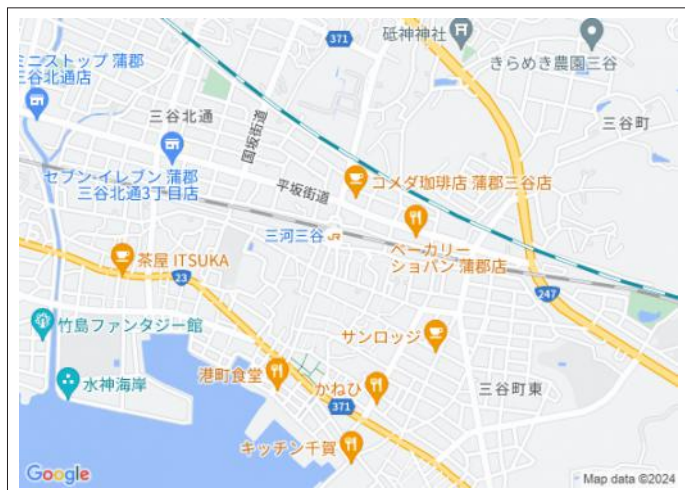 371
砥神神社
きらめき農園三谷
ミニストップ 蒲郡
三谷北通店
三谷北通
国坂街道
三谷町
セブン-イレブン 蒲郡
三谷北通3丁目店
平坂街道
コメダ珈琲店 蒲郡三谷店
三河三谷
ベーカリー
ショパン 蒲郡店
茶屋 ITSUKA
23
247
竹島ファンタジー館
サンロッジ
水神海岸
港町食堂
かねひ
三谷町東
371
キッチン千賀
Google
Map data ©2024